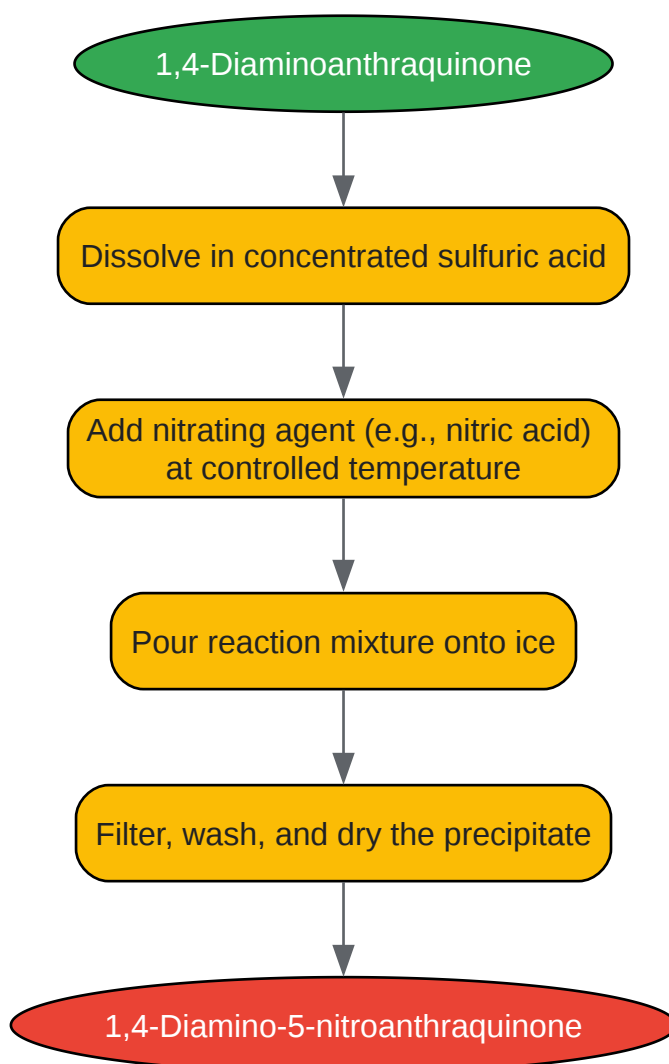 1,4-Diaminoanthraquinone
Dissolve in concentrated sulfuric acid
Add nitrating agent (e.g., nitric acid)
at controlled temperature
Pour reaction mixture onto ice
Filter, wash, and dry the precipitate
1,4-Diamino-5-nitroanthraquinone